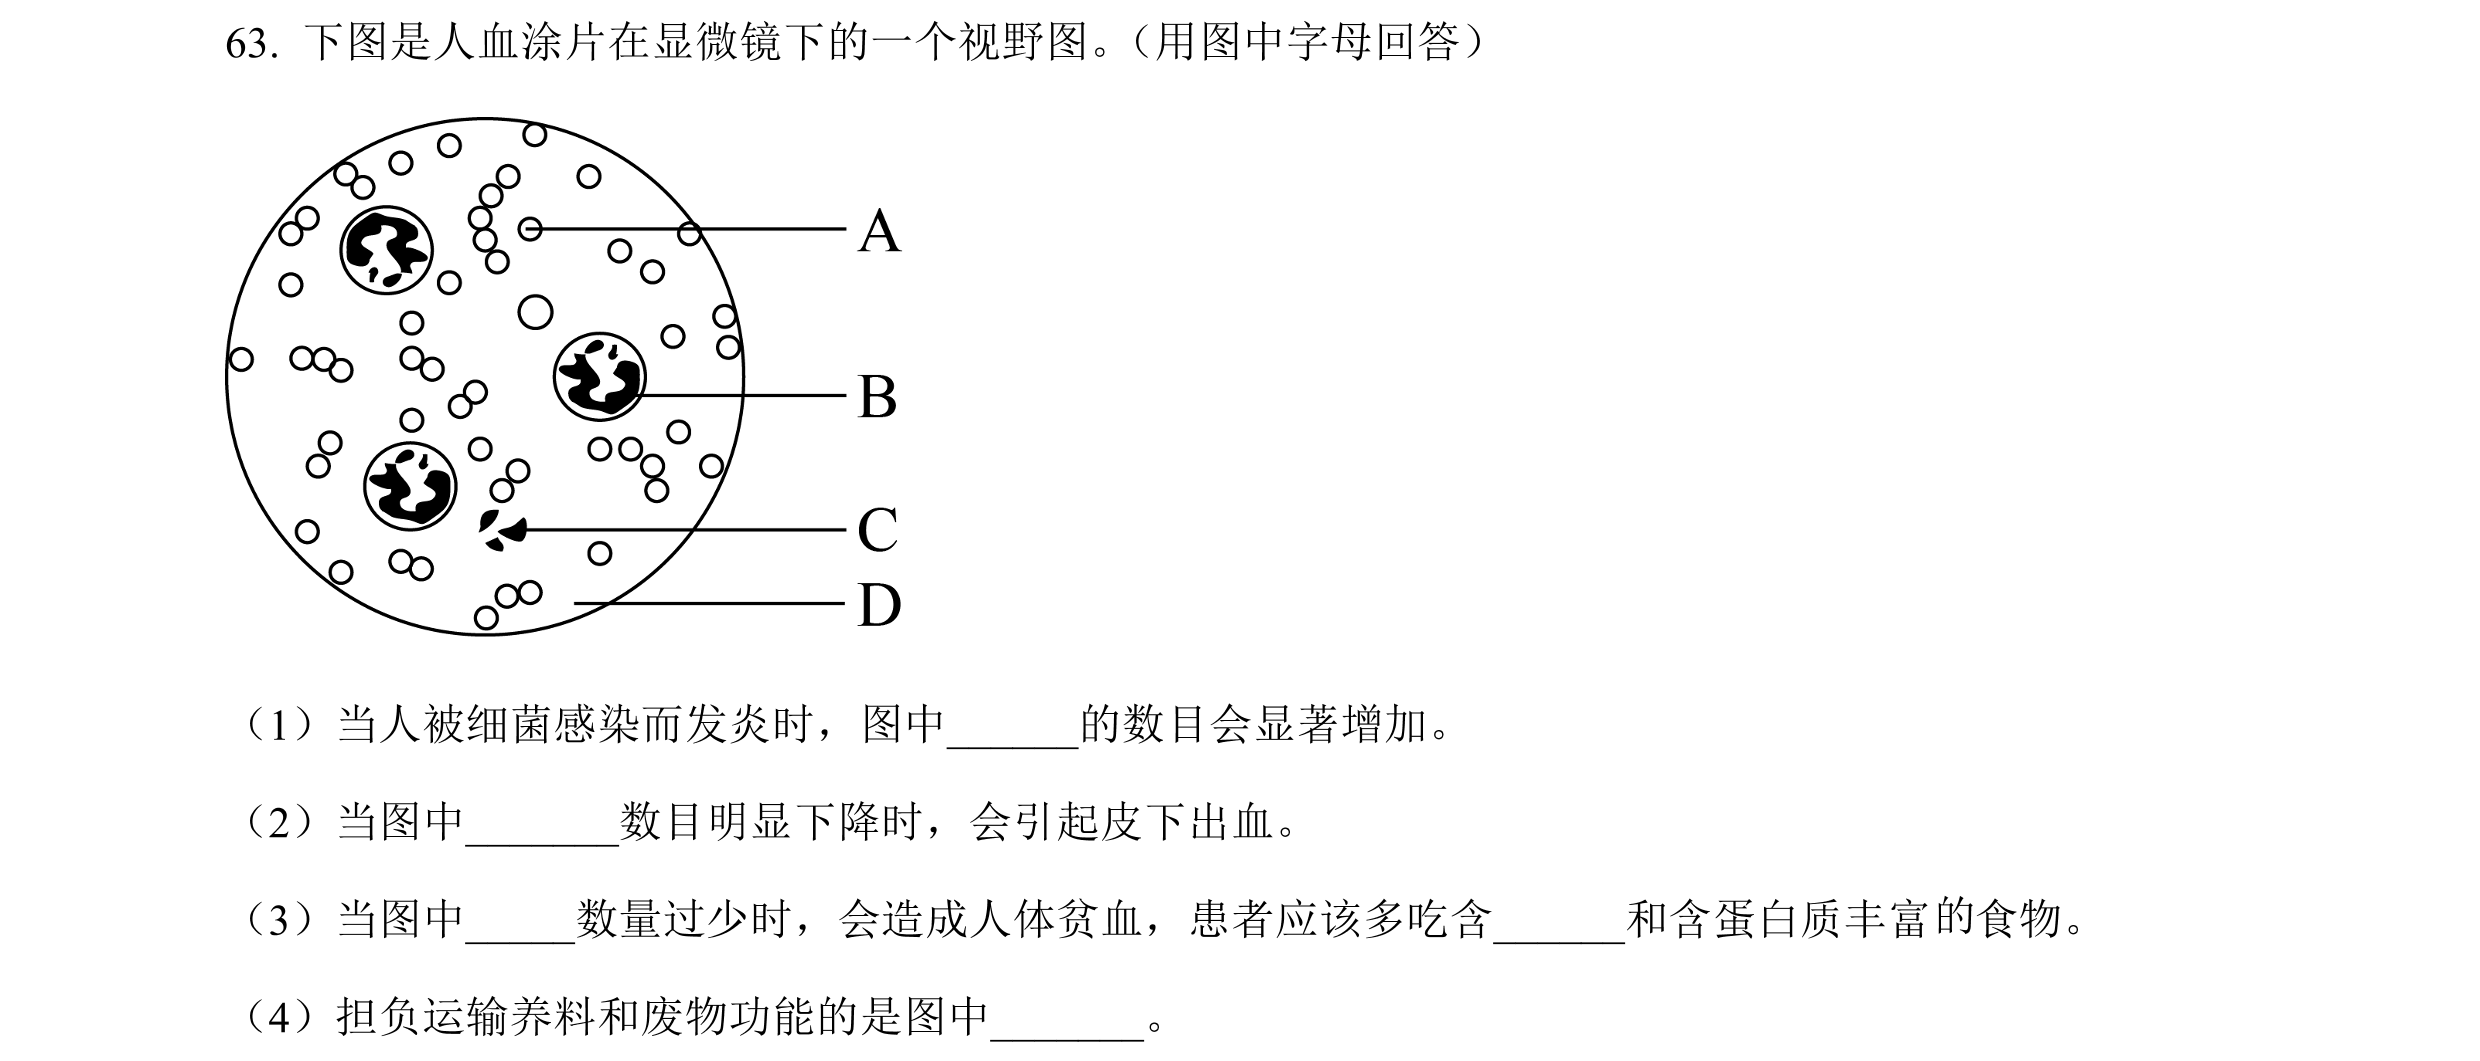 63. 下图是人血涂片在显微镜下的一个视野图。（用图中字母回答）
A
B
C
D
（1）当人被细菌感染而发炎时，图中______的数目会显著增加。
（2）当图中_______数目明显下降时，会引起皮下出血。
（3）当图中_____数量过少时，会造成人体贫血，患者应该多吃含______和含蛋白质丰富的食物。
（4）担负运输养料和废物功能的是图中_______。